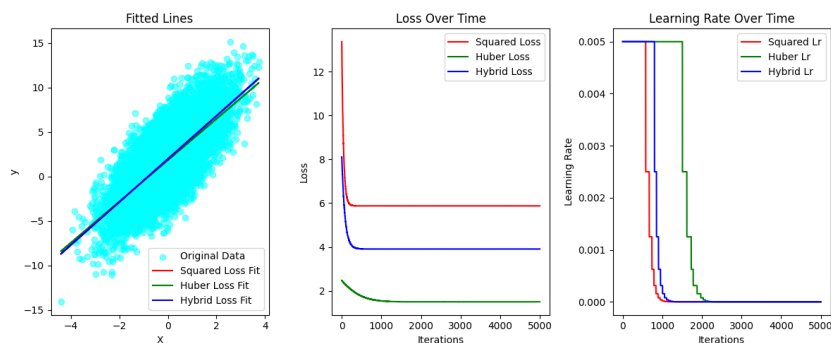 Fitted Lines
15
10
5
0
−5
−10
−15
y
−4
−2
0
2
4
X
Original Data
Squared Loss Fit
Huber Loss Fit
Hybrid Loss Fit
Loss Over Time
12
10
8
6
4
2
Loss
0
1000
2000
3000
4000
5000
Iterations
Squared Loss
Huber Loss
Hybrid Loss
Learning Rate Over Time
0.005
0.004
0.003
0.002
0.001
0.000
Learning Rate
0
1000
2000
3000
4000
5000
Iterations
Squared Lr
Huber Lr
Hybrid Lr